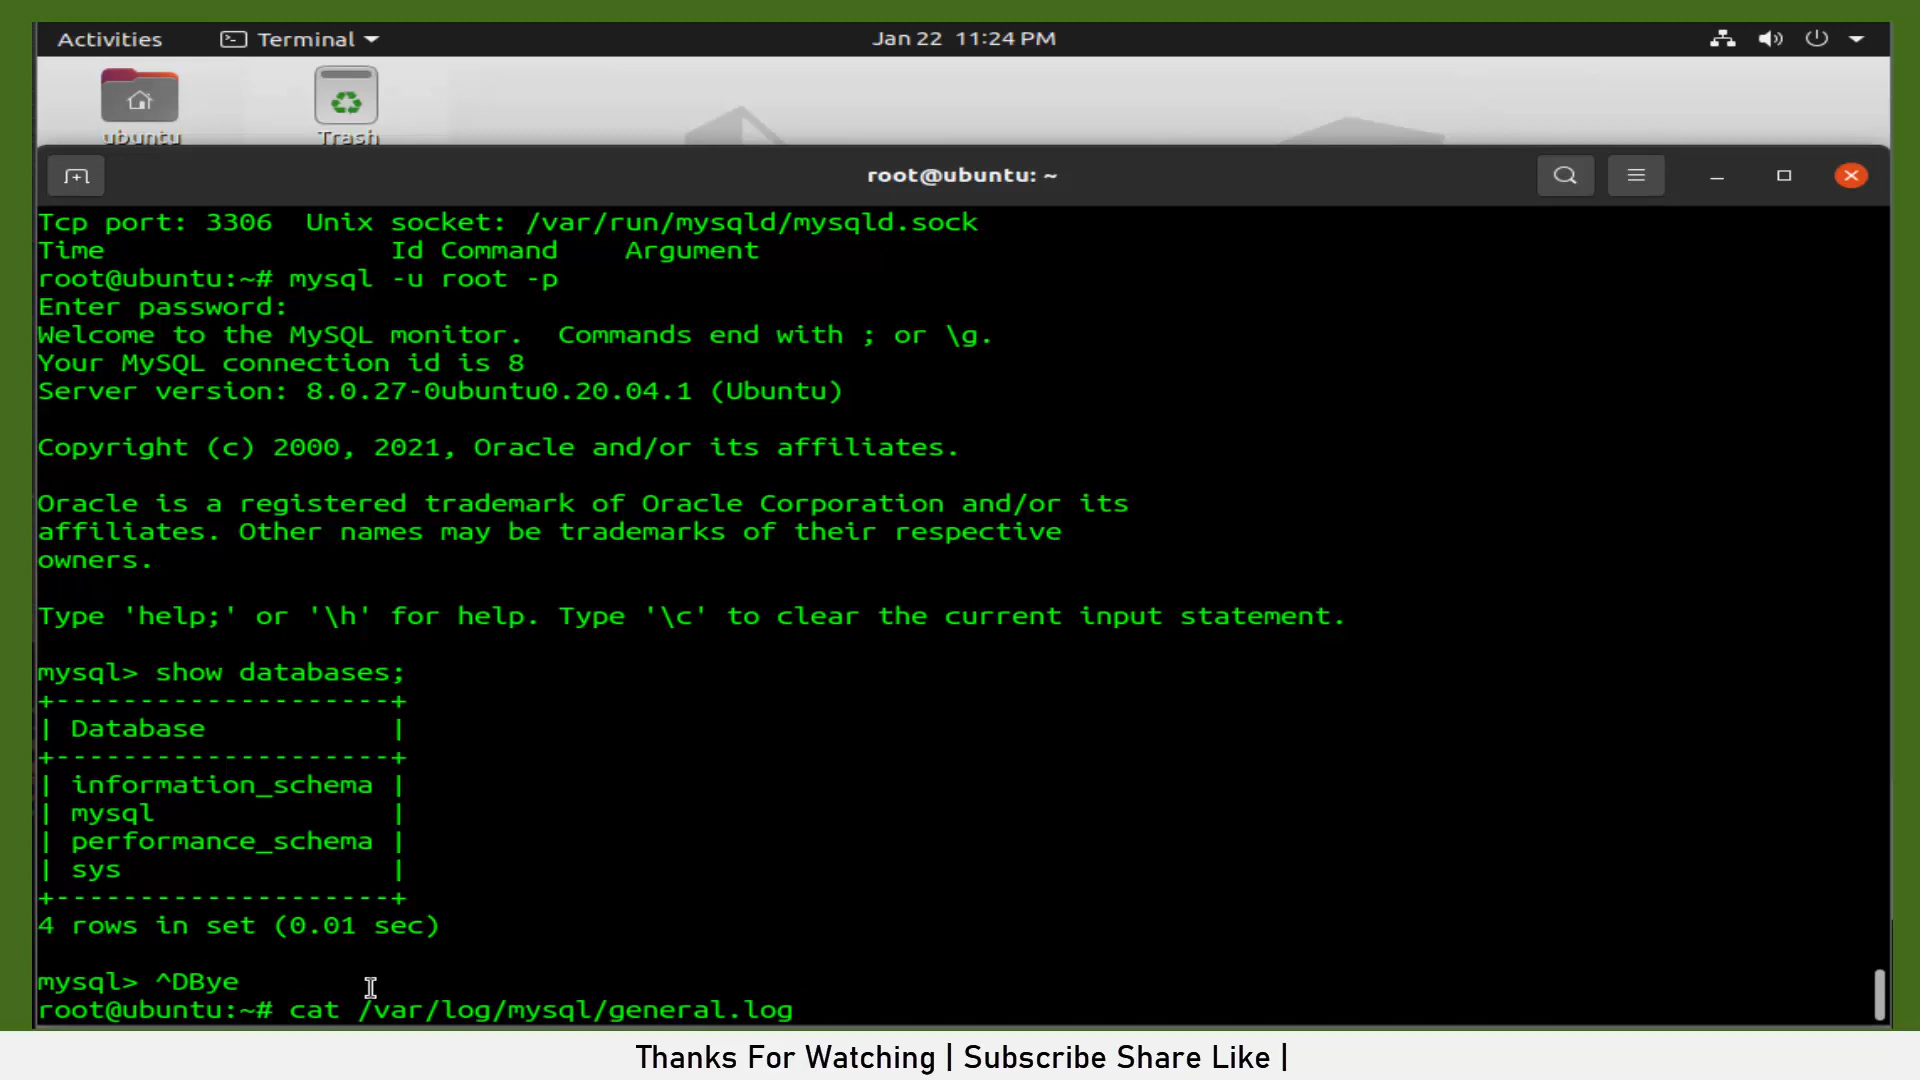 Activities Terminal Jan 22 11:24 PM
ubuntu Trash
root@ubuntu: ~
Tcp port: 3306  Unix socket: /var/run/mysqld/mysqld.sock
Time                 Id Command    Argument
root@ubuntu:~# mysql -u root -p
Enter password:
Welcome to the MySQL monitor.  Commands end with ; or \g.
Your MySQL connection id is 8
Server version: 8.0.27-0ubuntu0.20.04.1 (Ubuntu)
Copyright (c) 2000, 2021, Oracle and/or its affiliates.
Oracle is a registered trademark of Oracle Corporation and/or its
affiliates. Other names may be trademarks of their respective
owners.
Type 'help;' or '\h' for help. Type '\c' to clear the current input statement.
mysql> show databases;
+--------------------+
| Database           |
+--------------------+
| information_schema |
| mysql              |
| performance_schema |
| sys                |
+--------------------+
4 rows in set (0.01 sec)
mysql> ^DBye
root@ubuntu:~# cat /var/log/mysql/general.log
Thanks For Watching | Subscribe Share Like |